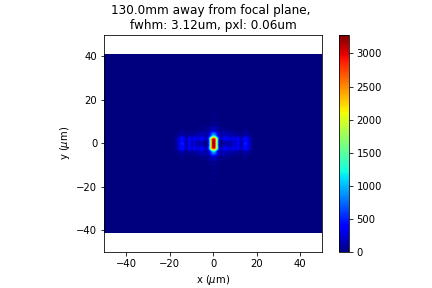 130.0mm away from focal plane,
fwhm: 3.12um, pxl: 0.06um
40
20
0
−20
−40
y (μm)
−40 −20 0 20 40
x (μm)
3000
2500
2000
1500
1000
500
0